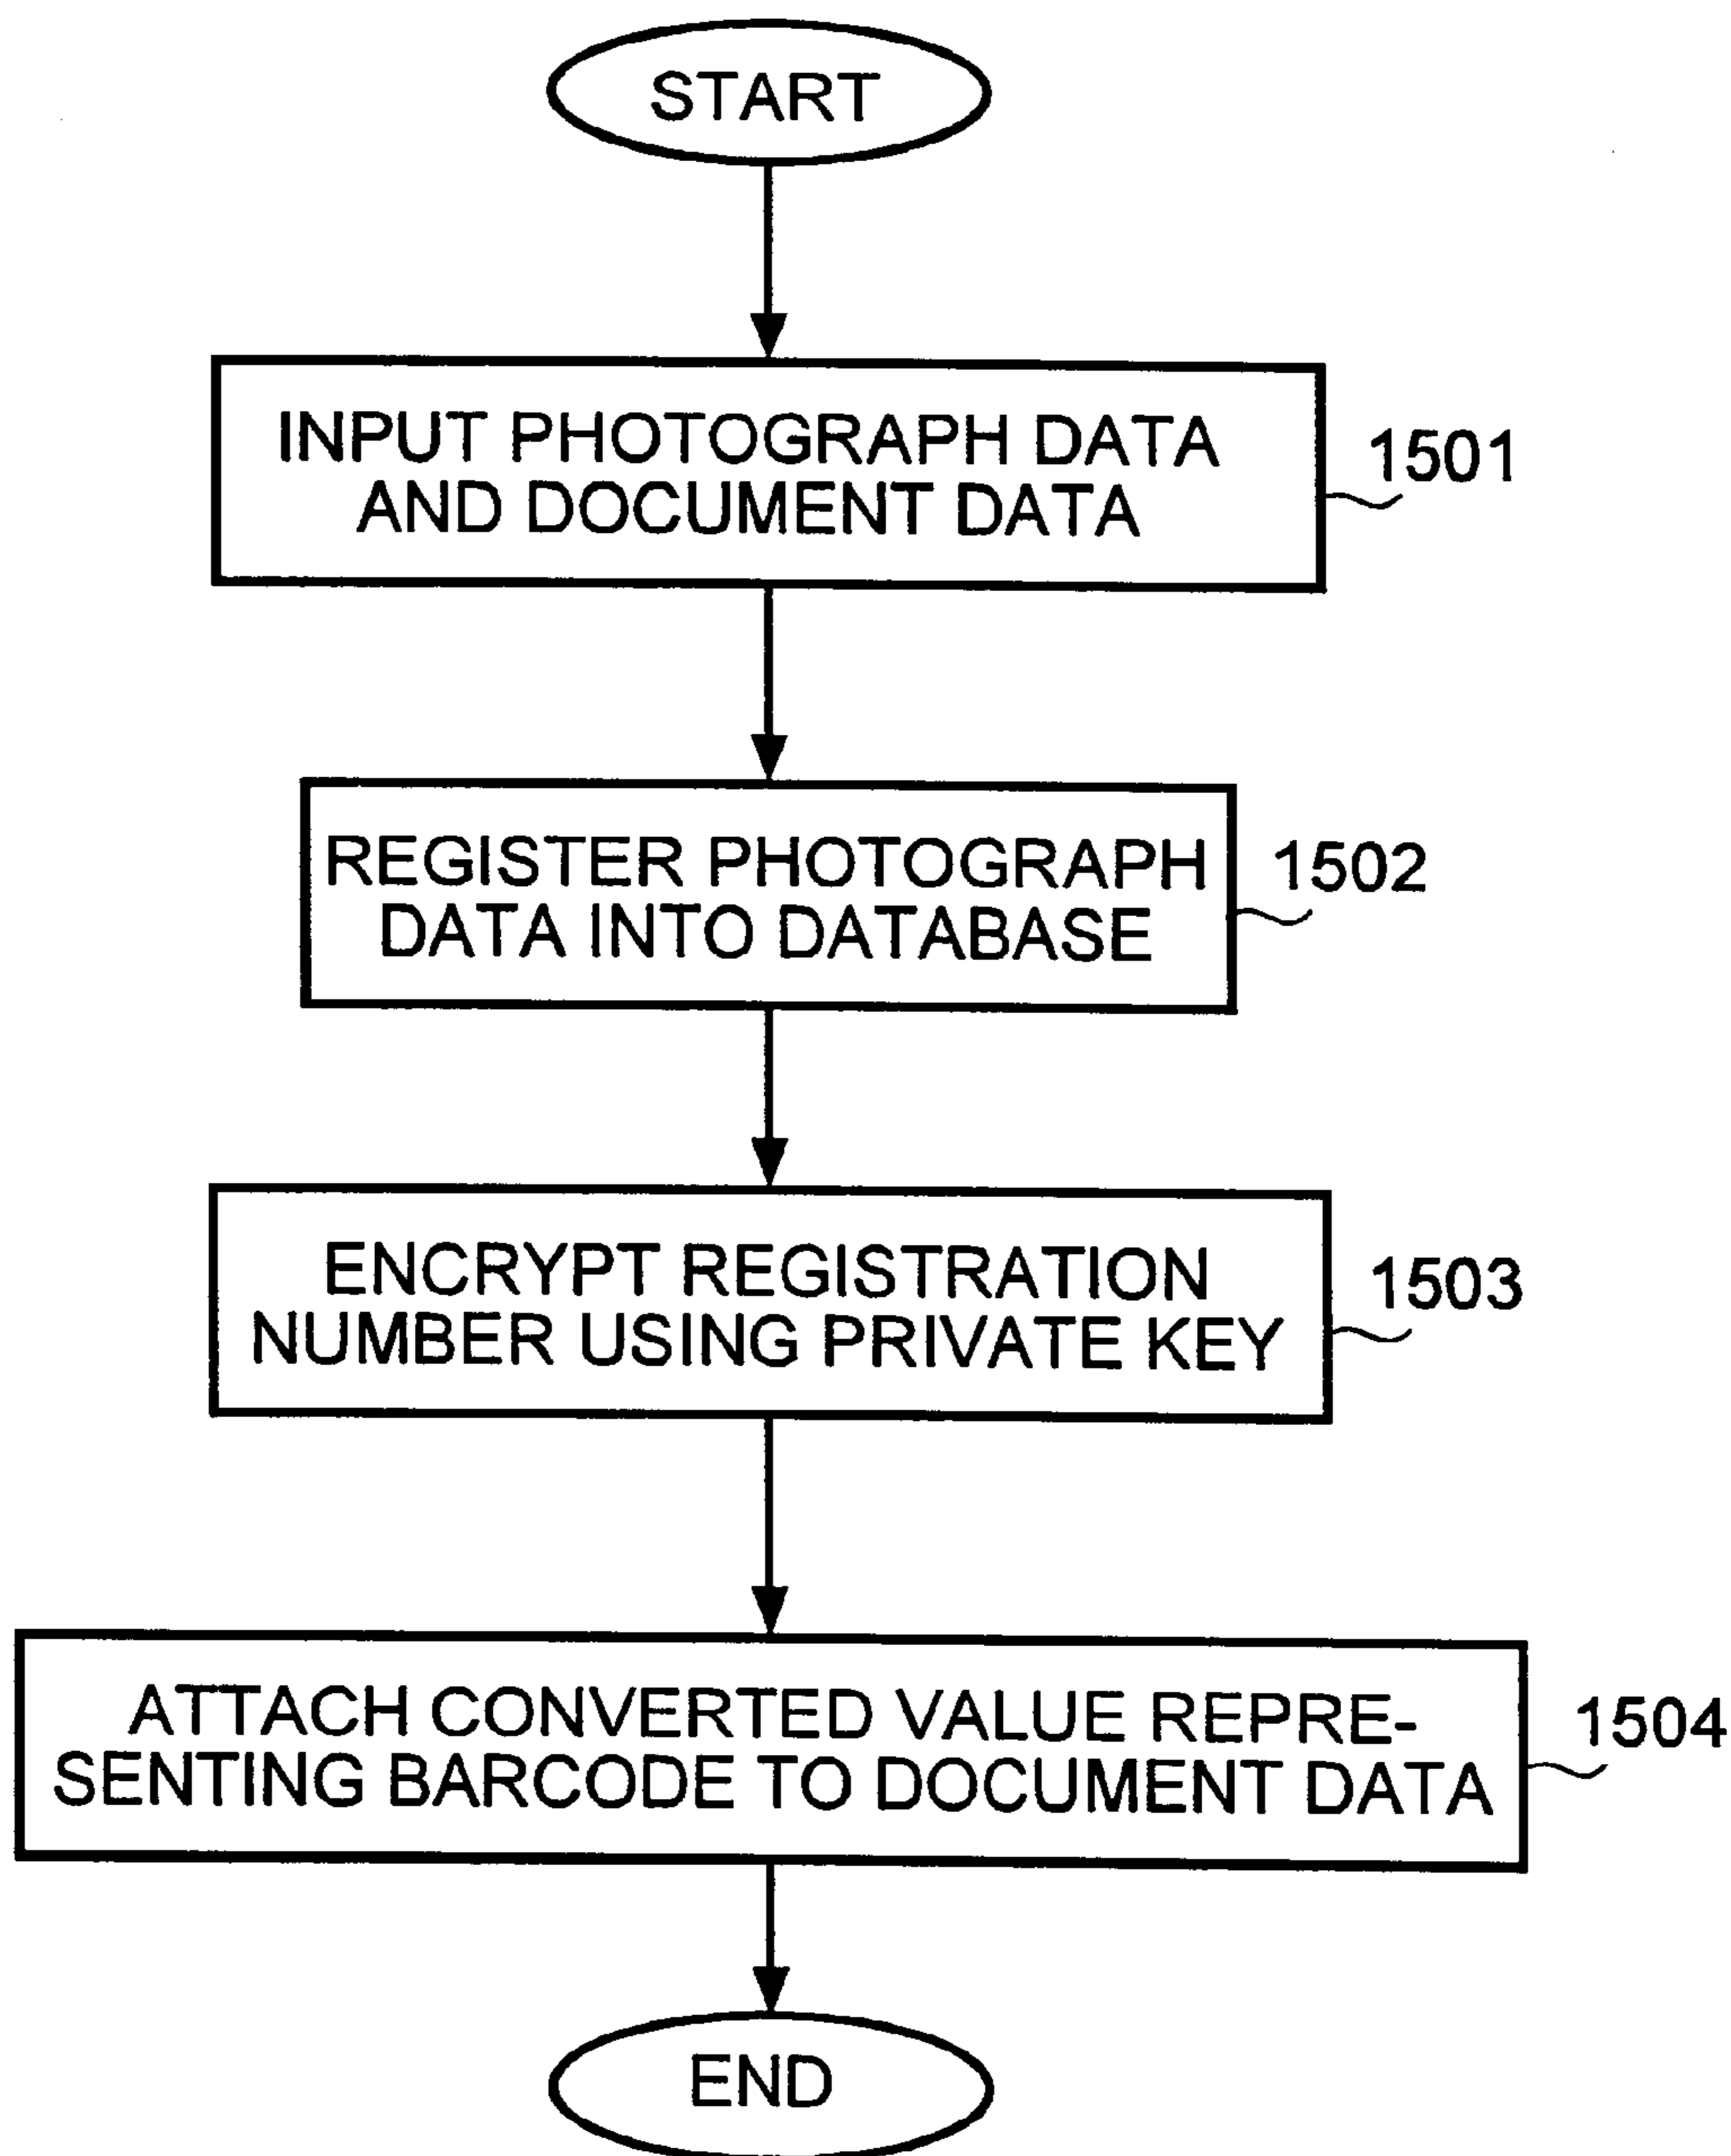 START
INPUT PHOTOGRAPH DATA
AND DOCUMENT DATA
1501
REGISTER PHOTOGRAPH
DATA INTO DATABASE
1502
ENCRYPT REGISTRATION
NUMBER USING PRIVATE KEY
1503
ATTACH CONVERTED VALUE REPRE-
SENTING BARCODE TO DOCUMENT DATA
1504
END